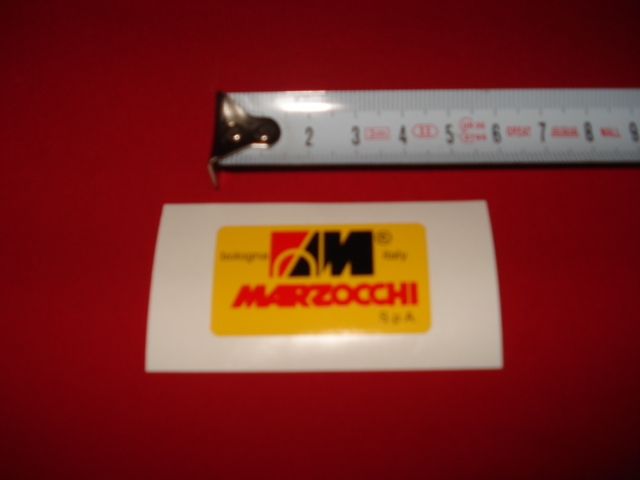 2 3 4 5 6 7 8 9
bologna M ® italy
MARZOCCHI
S.p.A.